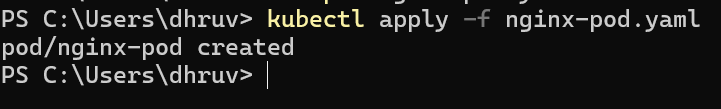 PS C:\Users\dhruv> kubectl apply -f nginx-pod.yaml
pod/nginx-pod created
PS C:\Users\dhruv>